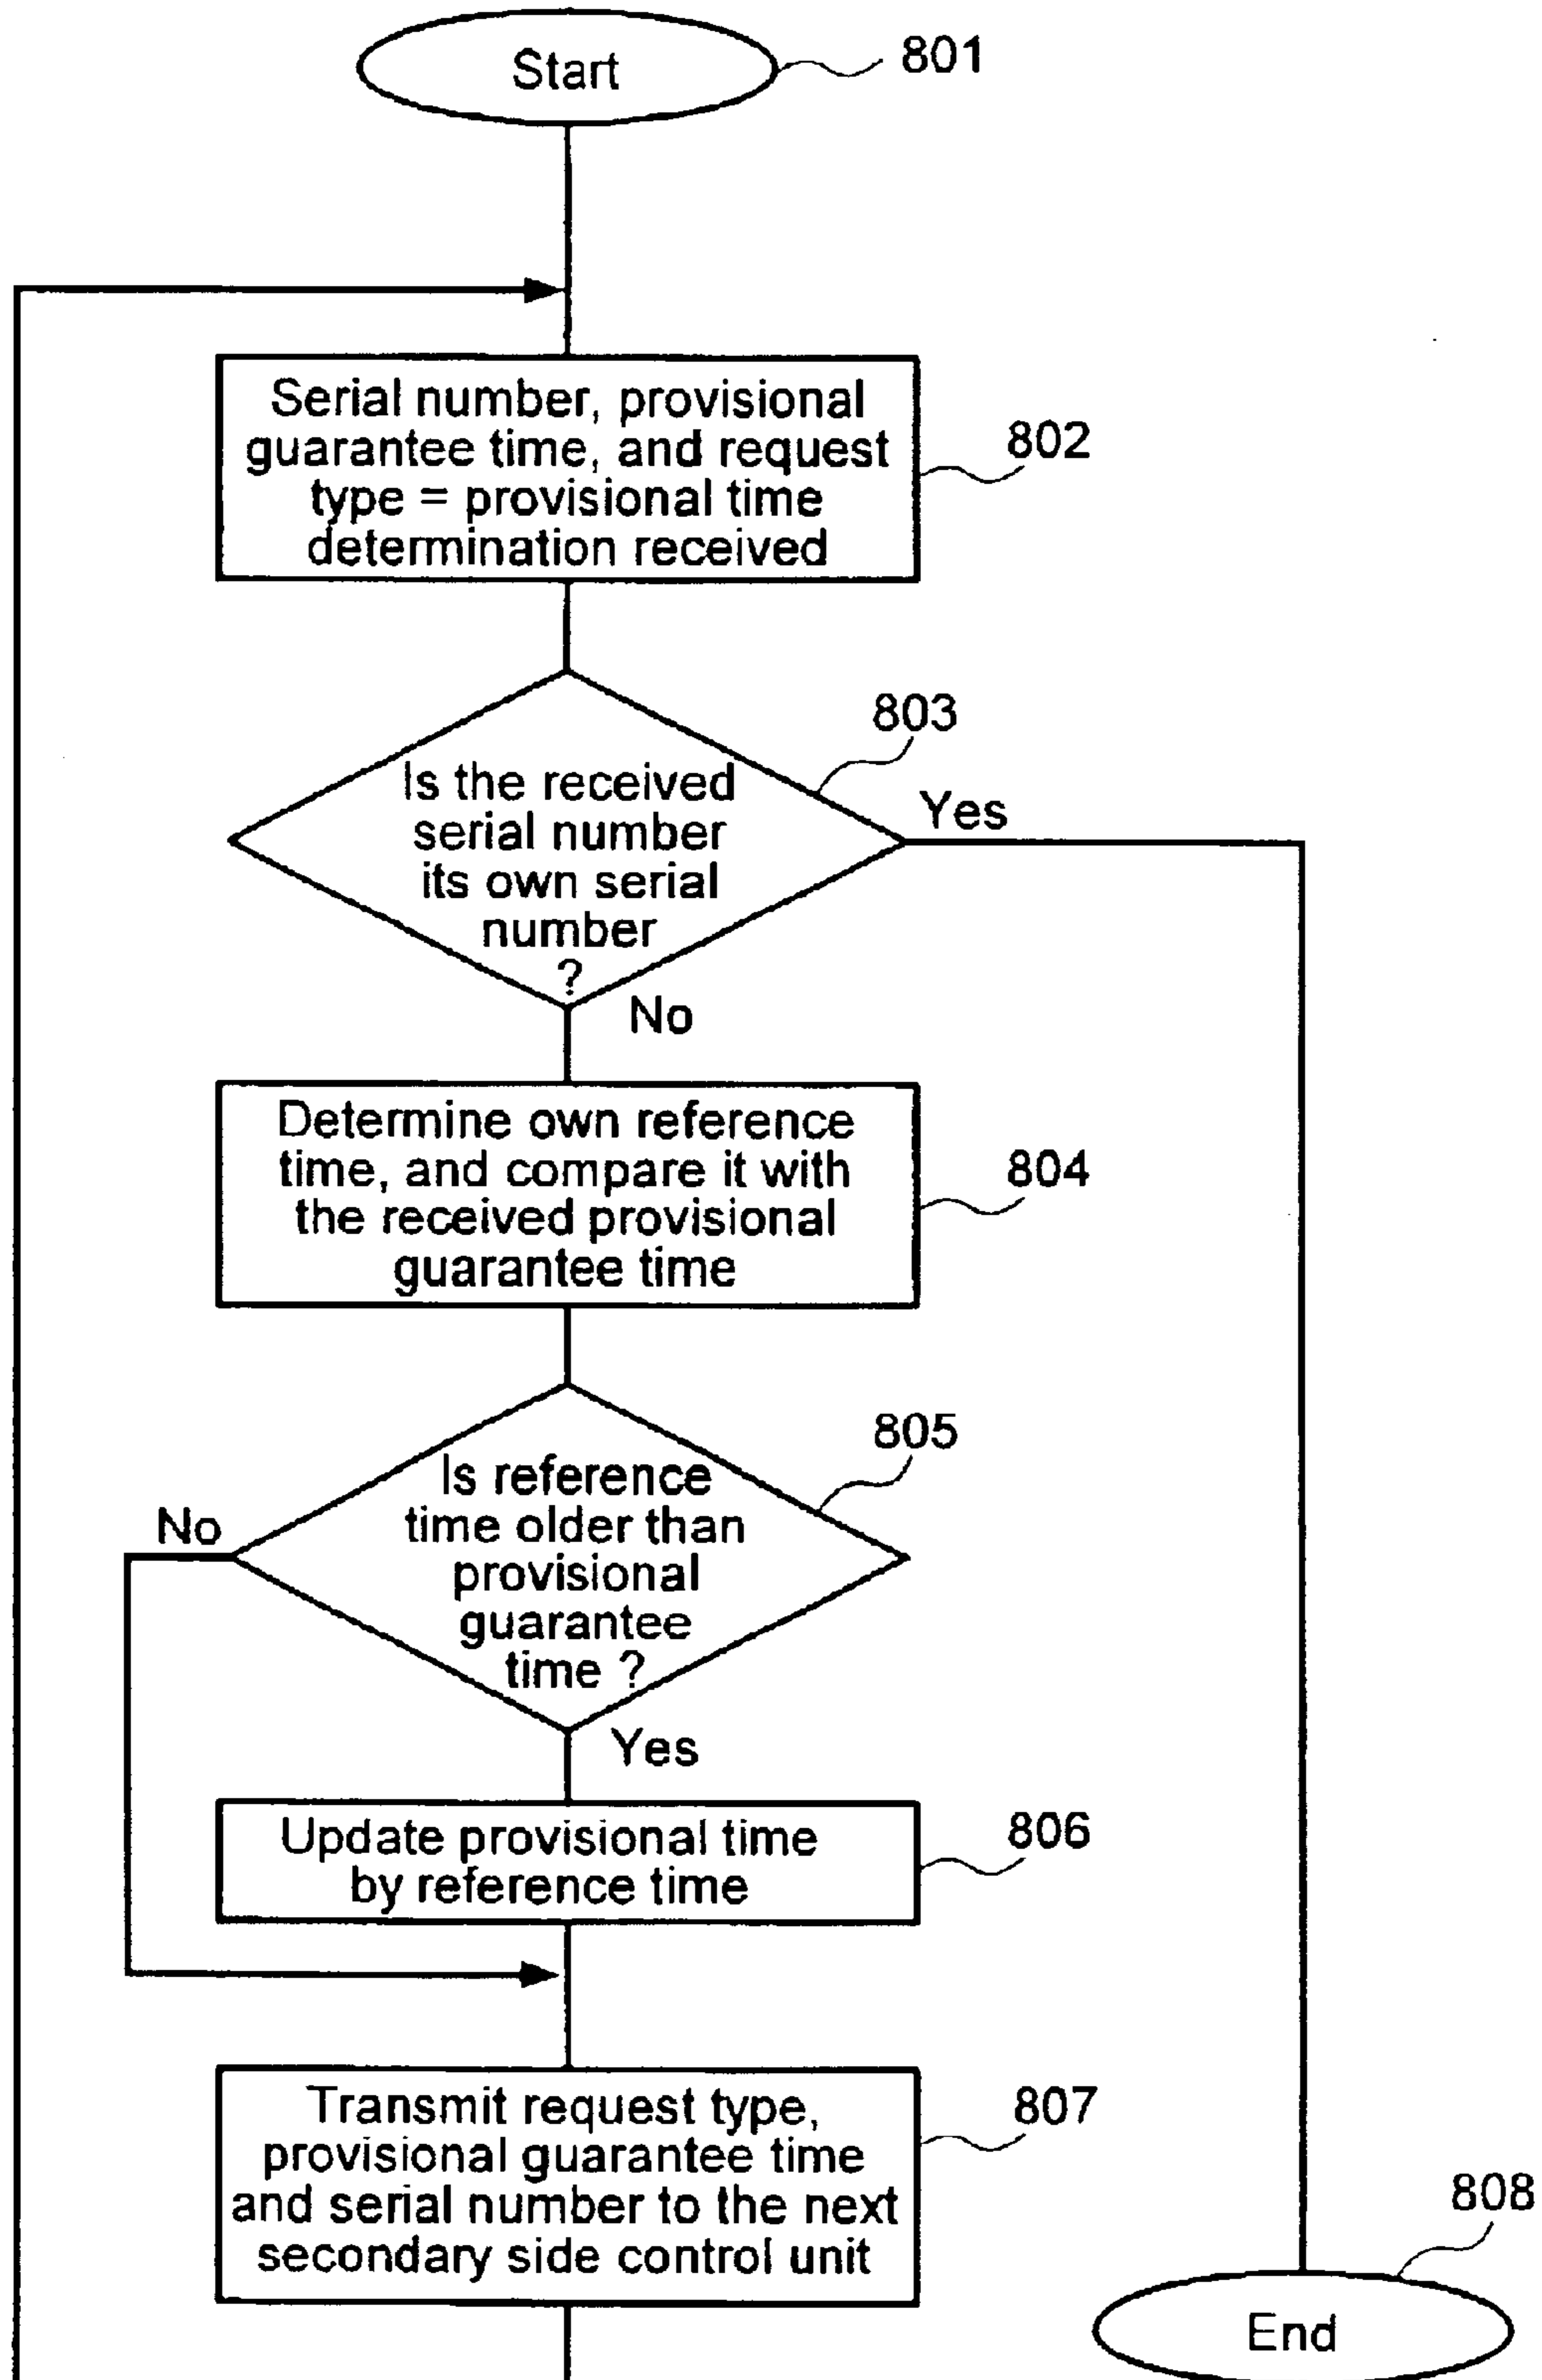 Start
801
Serial number, provisional
guarantee time, and request
type = provisional time
determination received
802
803
Is the received
serial number
its own serial
number
?
Yes
No
Determine own reference
time, and compare it with
the received provisional
guarantee time
804
805
Is reference
time older than
provisional
guarantee
time ?
No
Yes
Update provisional time
by reference time
806
Transmit request type,
provisional guarantee time
and serial number to the next
secondary side control unit
807
808
End